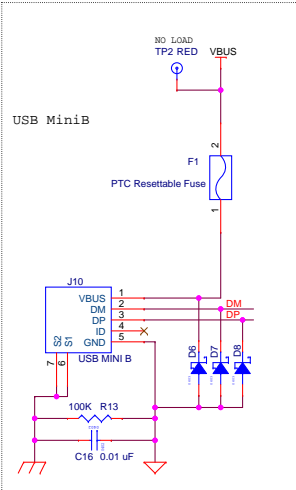 NO LOAD
TP2 RED VBUS
USB MiniB
2
F1
PTC Resettable Fuse
1
J10
VBUS 1
DM 2
DP 3
ID 4
GND 5
DM
DP
S2
S1
7
6
USB MINI B
D6
D7
D8
100K R13
C16 0.01 uF